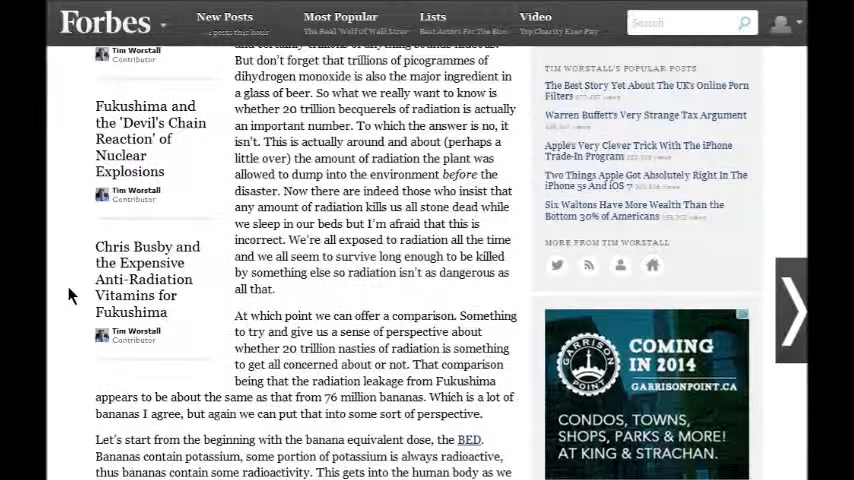 Forbes
New Posts
Most Popular
Lists
Video
posts this hour
The Real 'Wolf Of Wall Street
Best Actors For The Buc
Top Charity Exec Pay
Search
Tim Worstall
Contributor
Fukushima and
the 'Devil's Chain
Reaction' of
Nuclear
Explosions
Tim Worstall
Contributor
Chris Busby and
the Expensive
Anti-Radiation
Vitamins for
Fukushima
Tim Worstall
Contributor
and certainly trillions of anything sounds hideous.
But don't forget that trillions of picogrammes of
dihydrogen monoxide is also the major ingredient in
a glass of beer. So what we really want to know is
whether 20 trillion becquerels of radiation is actually
an important number. To which the answer is no, it
isn't. This is actually around and about (perhaps a
little over) the amount of radiation the plant was
allowed to dump into the environment before the
disaster. Now there are indeed those who insist that
any amount of radiation kills us all stone dead while
we sleep in our beds but I'm afraid that this is
incorrect. We're all exposed to radiation all the time
and we all seem to survive long enough to be killed
by something else so radiation isn't as dangerous as
all that.
At which point we can offer a comparison. Something
to try and give us a sense of perspective about
whether 20 trillion nasties of radiation is something
to get all concerned about or not. That comparison
being that the radiation leakage from Fukushima
appears to be about the same as that from 76 million bananas. Which is a lot of
bananas I agree, but again we can put that into some sort of perspective.
Let's start from the beginning with the banana equivalent dose, the BED.
Bananas contain potassium, some portion of potassium is always radioactive,
thus bananas contain some radioactivity. This gets into the human body as we
TIM WORSTALL'S POPULAR POSTS
The Best Story Yet About The UK's Online Porn
Filters
views
Warren Buffett's Very Strange Tax Argument
views
Apple's Very Clever Trick With The iPhone
Trade-In Program
views
Two Things Apple Got Absolutely Right In The
iPhone 5s And iOS 7
views
Six Waltons Have More Wealth Than the
Bottom 30% of Americans
views
MORE FROM TIM WORSTALL
GARRISON
POINT
COMING
IN 2014
GARRISONPOINT.CA
CONDOS, TOWNS,
SHOPS, PARKS & MORE!
AT KING & STRACHAN.